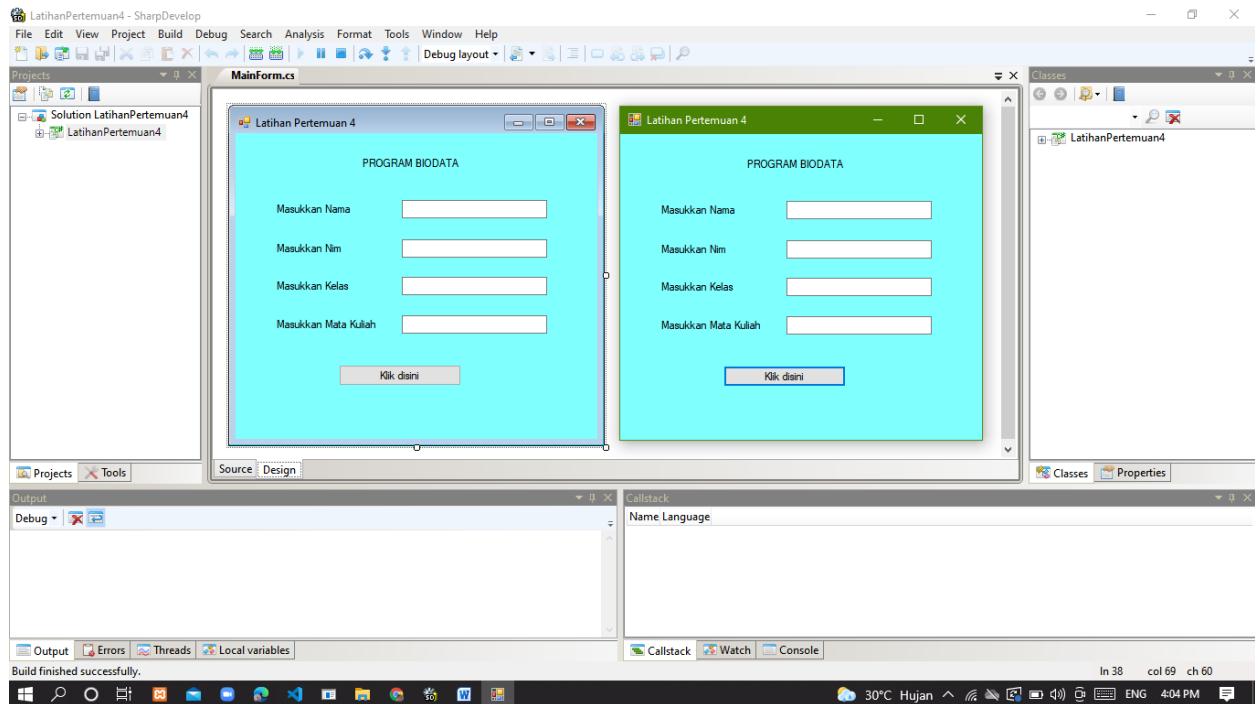 LatihanPertemuan4 - SharpDevelop
File Edit View Project Build Debug Search Analysis Format Tools Window Help
Debug layout
Projects
MainForm.cs
Classes
Solution LatihanPertemuan4
LatihanPertemuan4
LatihanPertemuan4
Latihan Pertemuan 4
PROGRAM BIODATA
Masukkan Nama
Masukkan Nim
Masukkan Kelas
Masukkan Mata Kuliah
Klik disini
Latihan Pertemuan 4
PROGRAM BIODATA
Masukkan Nama
Masukkan Nim
Masukkan Kelas
Masukkan Mata Kuliah
Klik disini
Projects Tools
Source Design
Classes Properties
Output
Debug
Callstack
Name Language
Output Errors Threads Local variables
Callstack Watch Console
Build finished successfully.
ln 38 col 69 ch 60
30°C Hujan ENG 4:04 PM